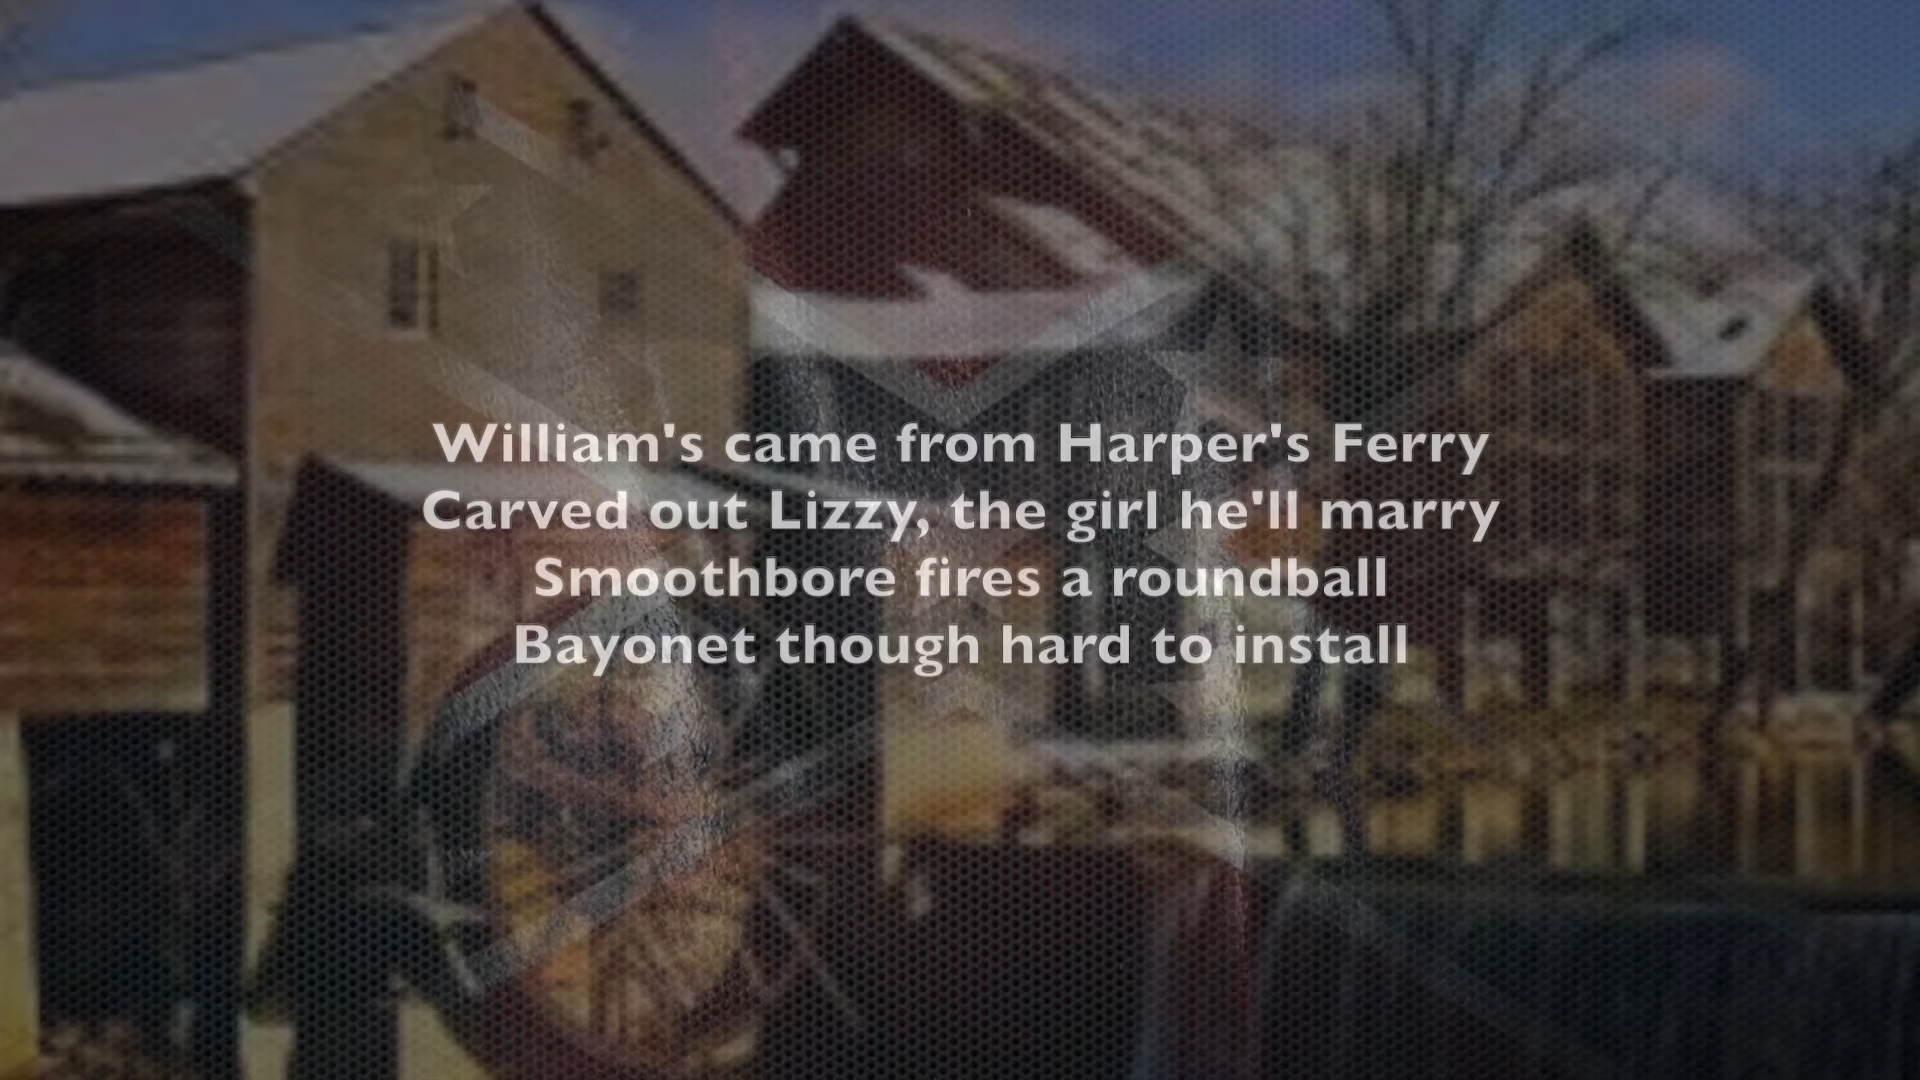 William's came from Harper's Ferry
Carved out Lizzy, the girl he'll marry
Smoothbore fires a roundball
Bayonet though hard to install